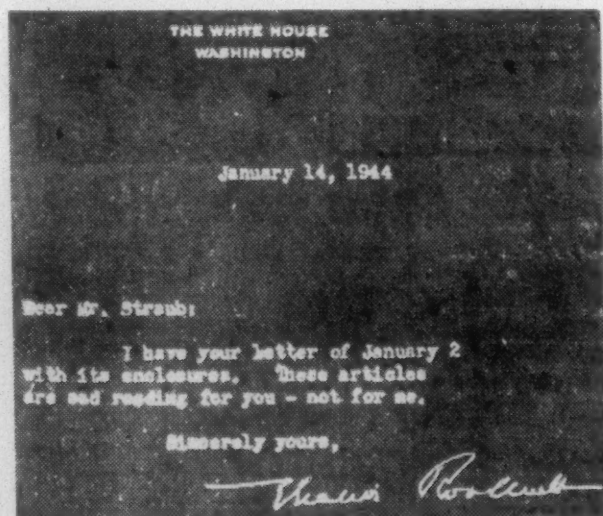 THE WHITE HOUSE
WASHINGTON
January 14, 1944
Dear Mr. Straub:
I have your letter of January 2
with its enclosures. These articles
are sad reading for you - not for me.
Sincerely yours,
Roosevelt